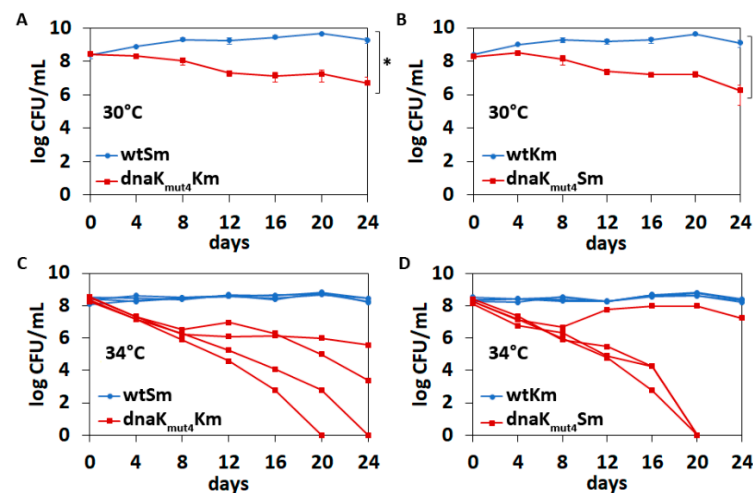 A
10
8
6
4
2
0
log CFU/mL
30°C
wtSm
dnaKmut4Km
*
0 4 8 12 16 20 24
days
B
10
8
6
4
2
0
log CFU/mL
30°C
wtKm
dnaKmut4Sm
0 4 8 12 16 20 24
days
C
10
8
6
4
2
0
log CFU/mL
34°C
wtSm
dnaKmut4Km
0 4 8 12 16 20 24
days
D
10
8
6
4
2
0
log CFU/mL
34°C
wtKm
dnaKmut4Sm
0 4 8 12 16 20 24
days